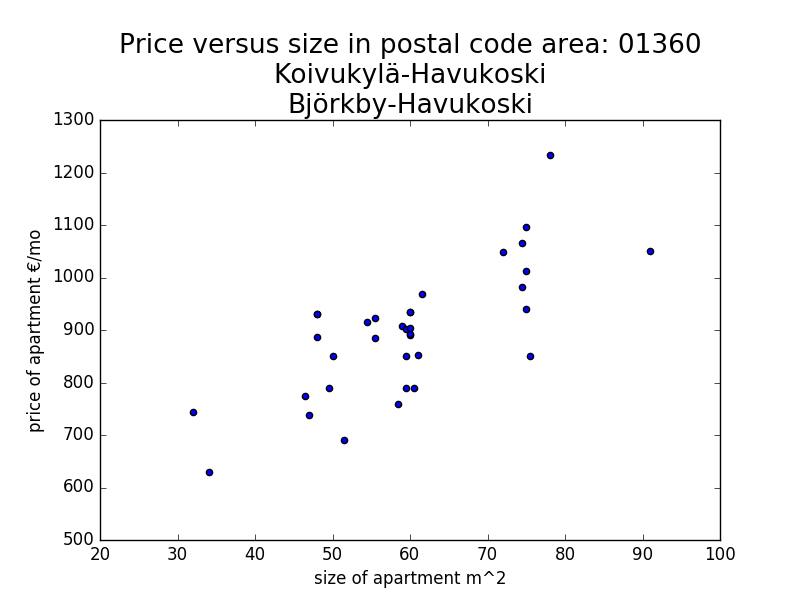 Price versus size in postal code area: 01360
Koivukylä-Havukoski
Björkby-Havukoski
1300
1200
1100
1000
900
800
700
600
500
price of apartment €/mo
20 30 40 50 60 70 80 90 100
size of apartment m^2